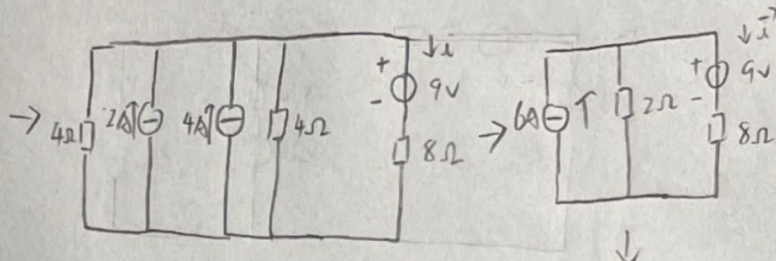 ↓i
→ 4Ω 2A↑ 4A↑ 4Ω + - 9V 8Ω
↓i
→ 6A ↑ 2Ω + - 9V 8Ω
↓